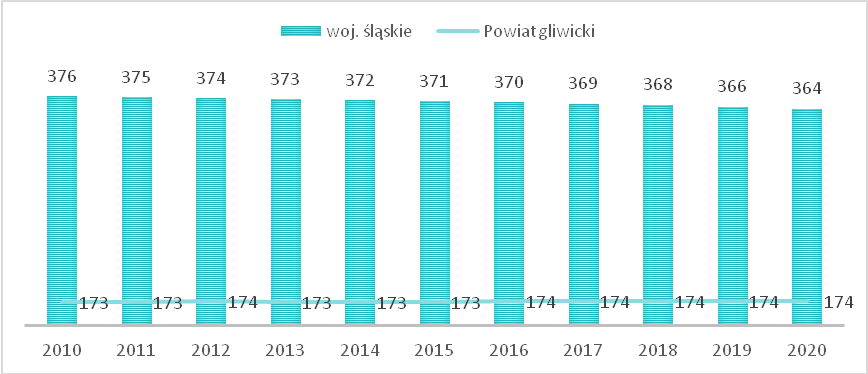 woj. śląskie Powiat gliwicki
376 375 374 373 372 371 370 369 368 366 364
173 173 174 173 173 173 174 174 174 174 174
2010 2011 2012 2013 2014 2015 2016 2017 2018 2019 2020